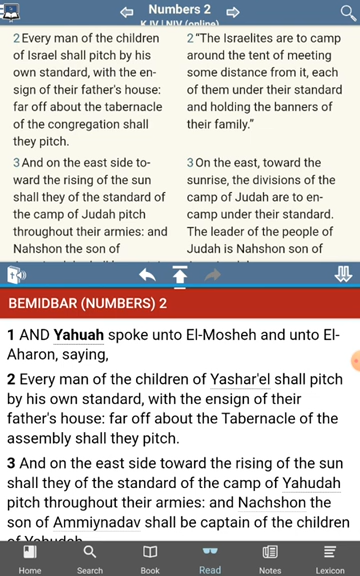 Numbers 2
KJV | NIV (online)
2 Every man of the children
of Israel shall pitch by his
own standard, with the en-
sign of their father's house:
far off about the tabernacle
of the congregation shall
they pitch.
3 And on the east side to-
ward the rising of the sun
shall they of the standard of
the camp of Judah pitch
throughout their armies: and
Nahshon the son of
2 “The Israelites are to camp
around the tent of meeting
some distance from it, each
of them under their standard
and holding the banners of
their family.”
3 On the east, toward the
sunrise, the divisions of the
camp of Judah are to en-
camp under their standard.
The leader of the people of
Judah is Nahshon son of
BEMIDBAR (NUMBERS) 2
1 AND Yahuah spoke unto El-Mosheh and unto El-
Aharon, saying,
2 Every man of the children of Yashar'el shall pitch
by his own standard, with the ensign of their
father's house: far off about the Tabernacle of the
assembly shall they pitch.
3 And on the east side toward the rising of the sun
shall they of the standard of the camp of Yahudah
pitch throughout their armies: and Nachshon the
son of Ammiynadav shall be captain of the children
of Yahudah
Home
Search
Book
Read
Notes
Lexicon